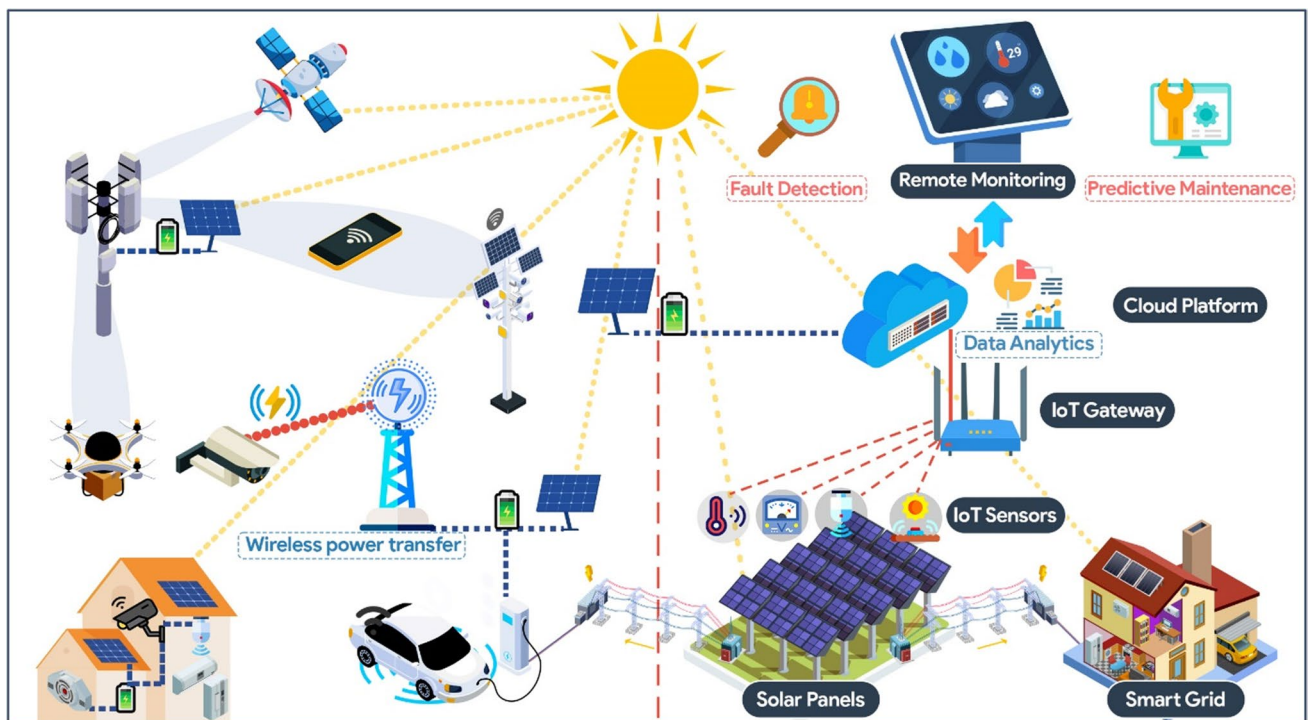 29°
Fault Detection
Remote Monitoring
Predictive Maintenance
Cloud Platform
Data Analytics
IoT Gateway
IoT Sensors
Wireless power transfer
Solar Panels
Smart Grid